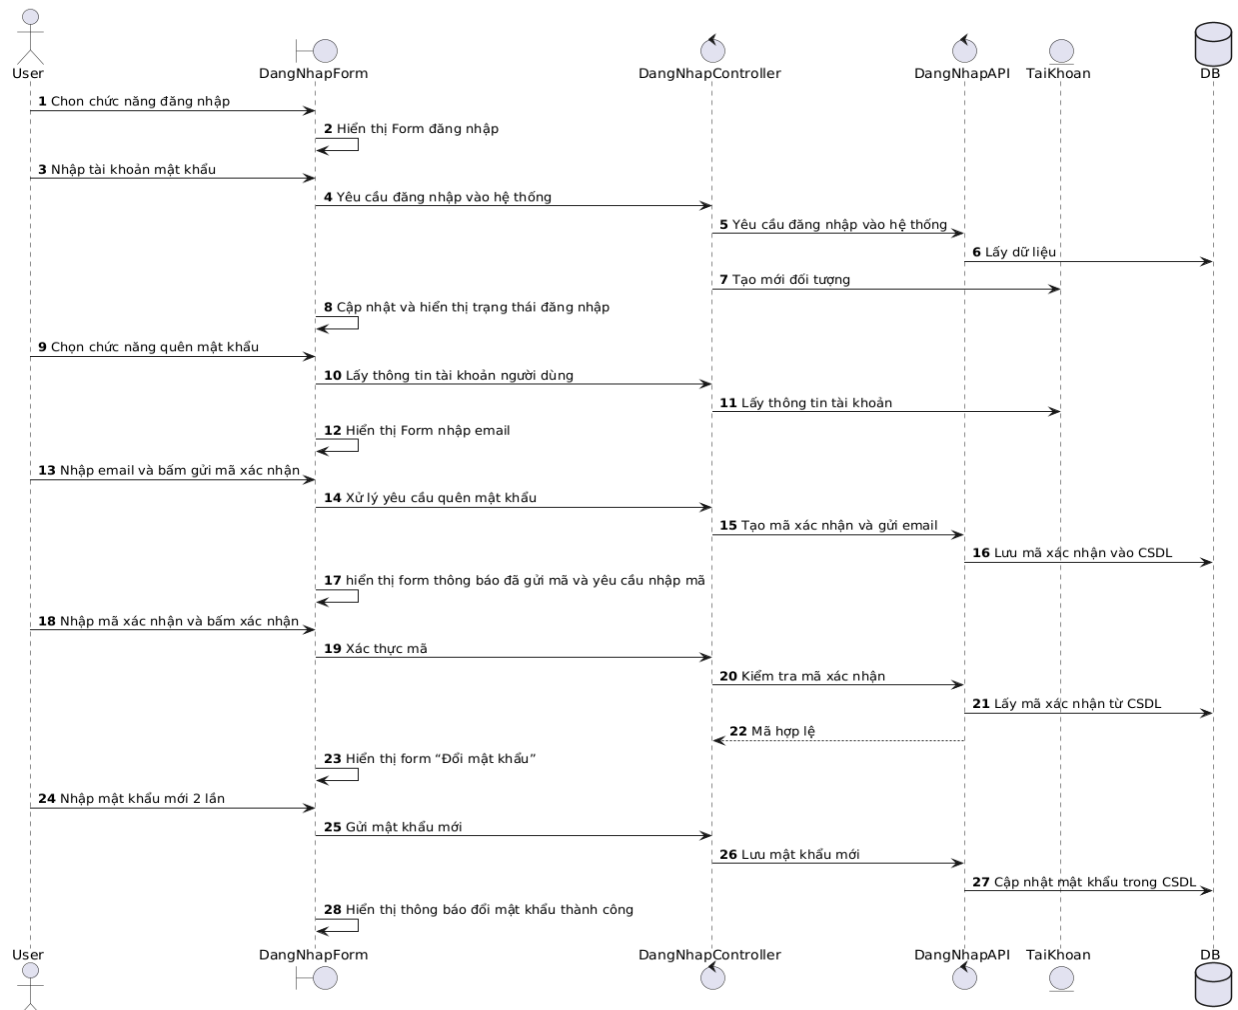 User DangNhapForm DangNhapController DangNhapAPI TaiKhoan DB
1 Chon chức năng đăng nhập
2 Hiển thị Form đăng nhập
3 Nhập tài khoản mật khẩu
4 Yêu cầu đăng nhập vào hệ thống
5 Yêu cầu đăng nhập vào hệ thống
6 Lấy dữ liệu
7 Tạo mới đối tượng
8 Cập nhật và hiển thị trạng thái đăng nhập
9 Chọn chức năng quên mật khẩu
10 Lấy thông tin tài khoản người dùng
11 Lấy thông tin tài khoản
12 Hiển thị Form nhập email
13 Nhập email và bấm gửi mã xác nhận
14 Xử lý yêu cầu quên mật khẩu
15 Tạo mã xác nhận và gửi email
16 Lưu mã xác nhận vào CSDL
17 hiển thị form thông báo đã gửi mã và yêu cầu nhập mã
18 Nhập mã xác nhận và bấm xác nhận
19 Xác thực mã
20 Kiểm tra mã xác nhận
21 Lấy mã xác nhận từ CSDL
22 Mã hợp lệ
23 Hiển thị form “Đổi mật khẩu”
24 Nhập mật khẩu mới 2 lần
25 Gửi mật khẩu mới
26 Lưu mật khẩu mới
27 Cập nhật mật khẩu trong CSDL
28 Hiển thị thông báo đổi mật khẩu thành công
User DangNhapForm DangNhapController DangNhapAPI TaiKhoan DB